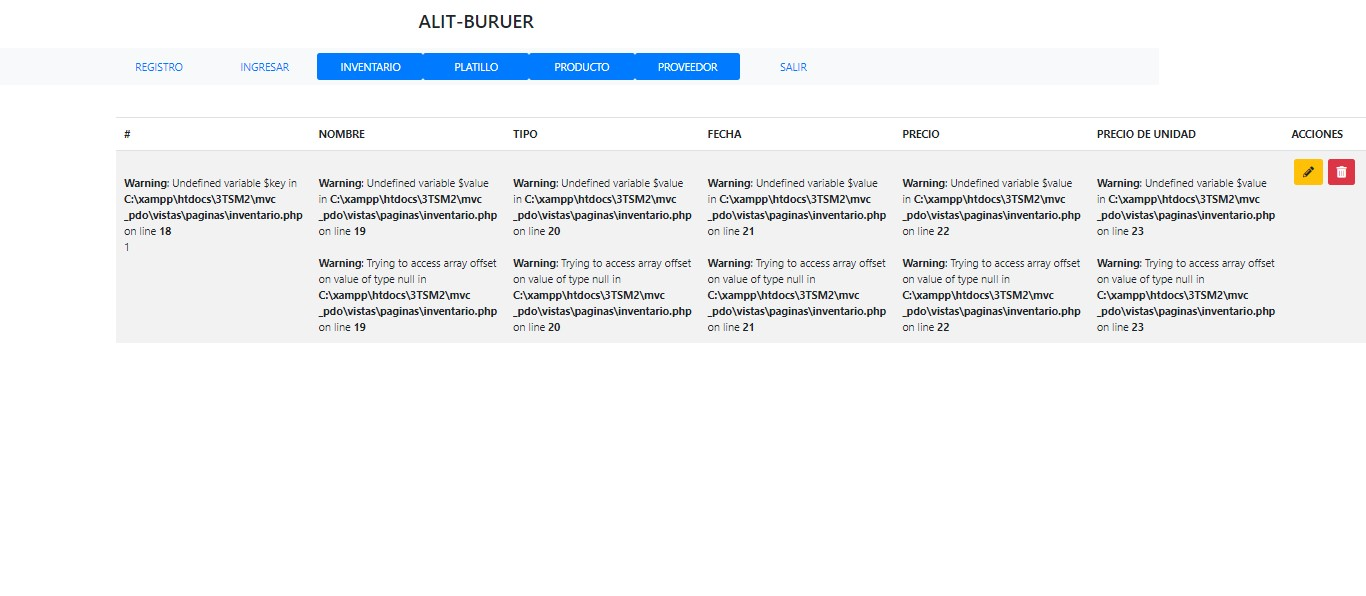 ALIT-BURUER
REGISTRO INGRESAR INVENTARIO PLATILLO PRODUCTO PROVEEDOR SALIR
# NOMBRE TIPO FECHA PRECIO PRECIO DE UNIDAD ACCIONES
Warning: Undefined variable $key in
C:\xampp\htdocs\3TSM2\mvc
_pdo\vistas\paginas\inventario.php
on line 18
1
Warning: Undefined variable $value
in C:\xampp\htdocs\3TSM2\mvc
_pdo\vistas\paginas\inventario.php
on line 19
Warning: Trying to access array offset
on value of type null in
C:\xampp\htdocs\3TSM2\mvc
_pdo\vistas\paginas\inventario.php
on line 19
Warning: Undefined variable $value
in C:\xampp\htdocs\3TSM2\mvc
_pdo\vistas\paginas\inventario.php
on line 20
Warning: Trying to access array offset
on value of type null in
C:\xampp\htdocs\3TSM2\mvc
_pdo\vistas\paginas\inventario.php
on line 20
Warning: Undefined variable $value
in C:\xampp\htdocs\3TSM2\mvc
_pdo\vistas\paginas\inventario.php
on line 21
Warning: Trying to access array offset
on value of type null in
C:\xampp\htdocs\3TSM2\mvc
_pdo\vistas\paginas\inventario.php
on line 21
Warning: Undefined variable $value
in C:\xampp\htdocs\3TSM2\mvc
_pdo\vistas\paginas\inventario.php
on line 22
Warning: Trying to access array offset
on value of type null in
C:\xampp\htdocs\3TSM2\mvc
_pdo\vistas\paginas\inventario.php
on line 22
Warning: Undefined variable $value
in C:\xampp\htdocs\3TSM2\mvc
_pdo\vistas\paginas\inventario.php
on line 23
Warning: Trying to access array offset
on value of type null in
C:\xampp\htdocs\3TSM2\mvc
_pdo\vistas\paginas\inventario.php
on line 23